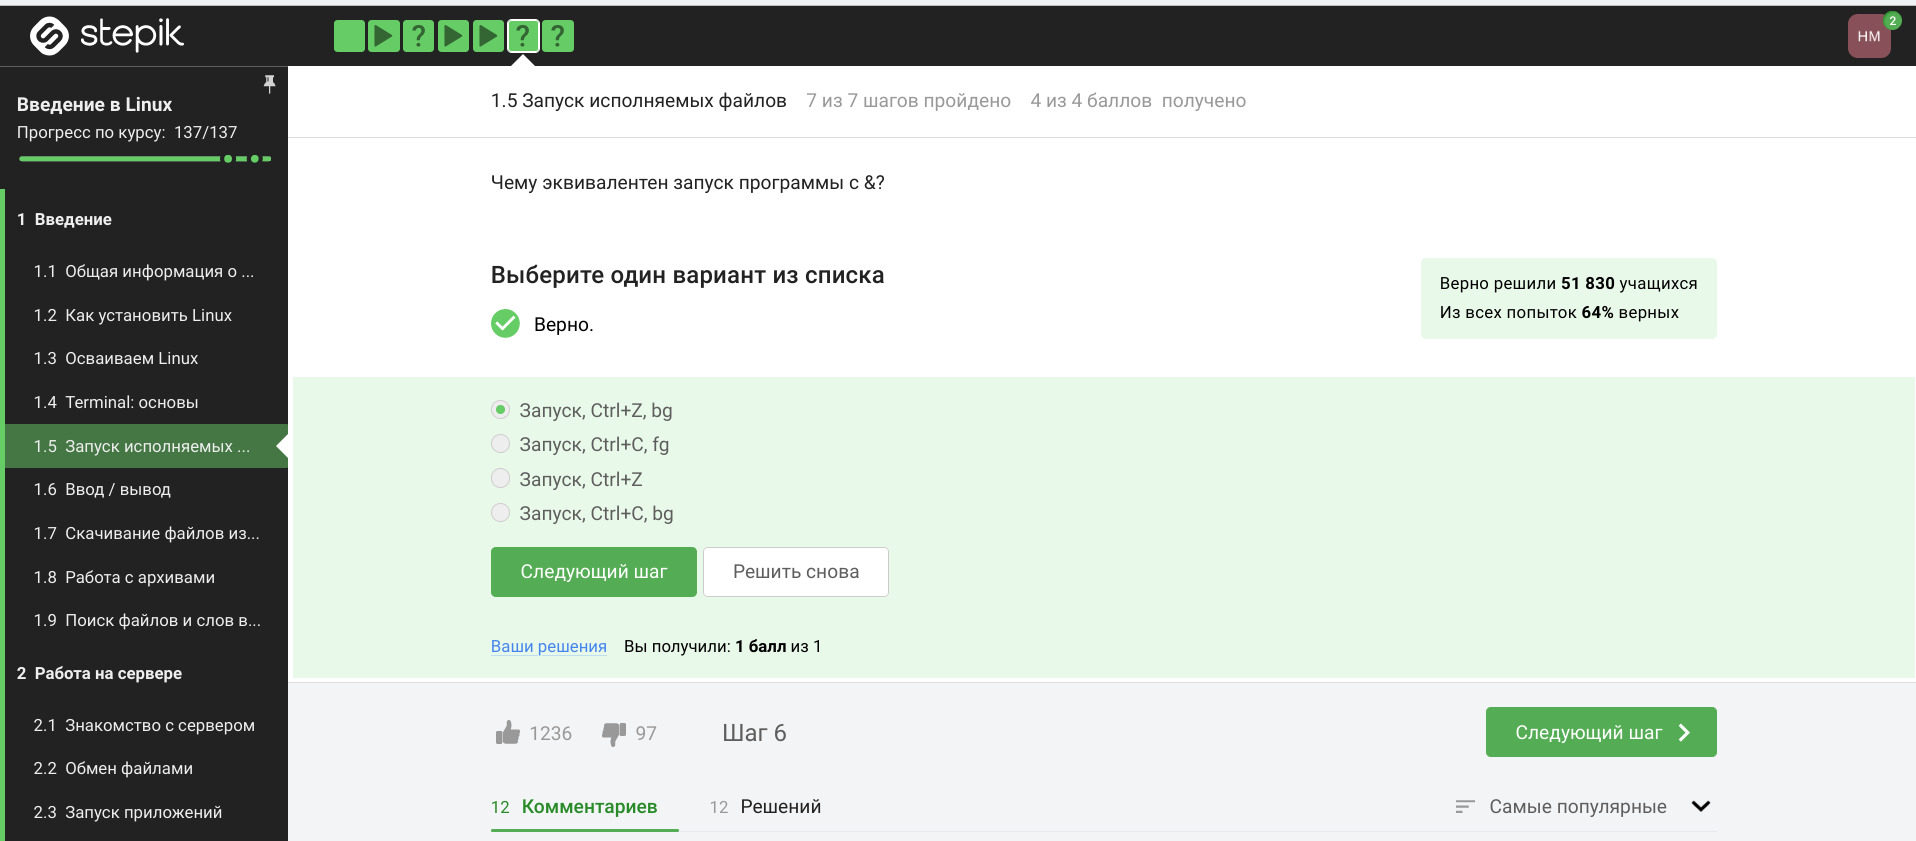 stepik
?
?
?
НМ
2
Введение в Linux
Прогресс по курсу: 137/137
1 Введение
1.1 Общая информация о ...
1.2 Как установить Linux
1.3 Осваиваем Linux
1.4 Terminal: основы
1.5 Запуск исполняемых ...
1.6 Ввод / вывод
1.7 Скачивание файлов из...
1.8 Работа с архивами
1.9 Поиск файлов и слов в...
2 Работа на сервере
2.1 Знакомство с сервером
2.2 Обмен файлами
2.3 Запуск приложений
1.5 Запуск исполняемых файлов 7 из 7 шагов пройдено 4 из 4 баллов получено
Чему эквивалентен запуск программы с &?
Выберите один вариант из списка
Верно.
Верно решили 51 830 учащихся
Из всех попыток 64% верных
Запуск, Ctrl+Z, bg
Запуск, Ctrl+C, fg
Запуск, Ctrl+Z
Запуск, Ctrl+C, bg
Следующий шаг Решить снова
Ваши решения Вы получили: 1 балл из 1
1236 97 Шаг 6 Следующий шаг
12 Комментариев 12 Решений Самые популярные